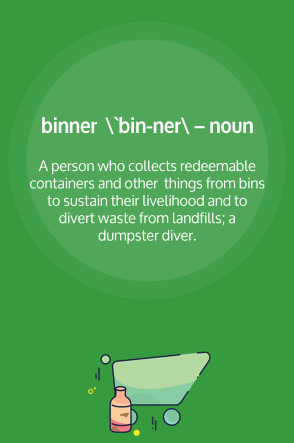 binner \`bin-ner\ – noun
A person who collects redeemable
containers and other things from bins
to sustain their livelihood and to
divert waste from landfills; a
dumpster diver.